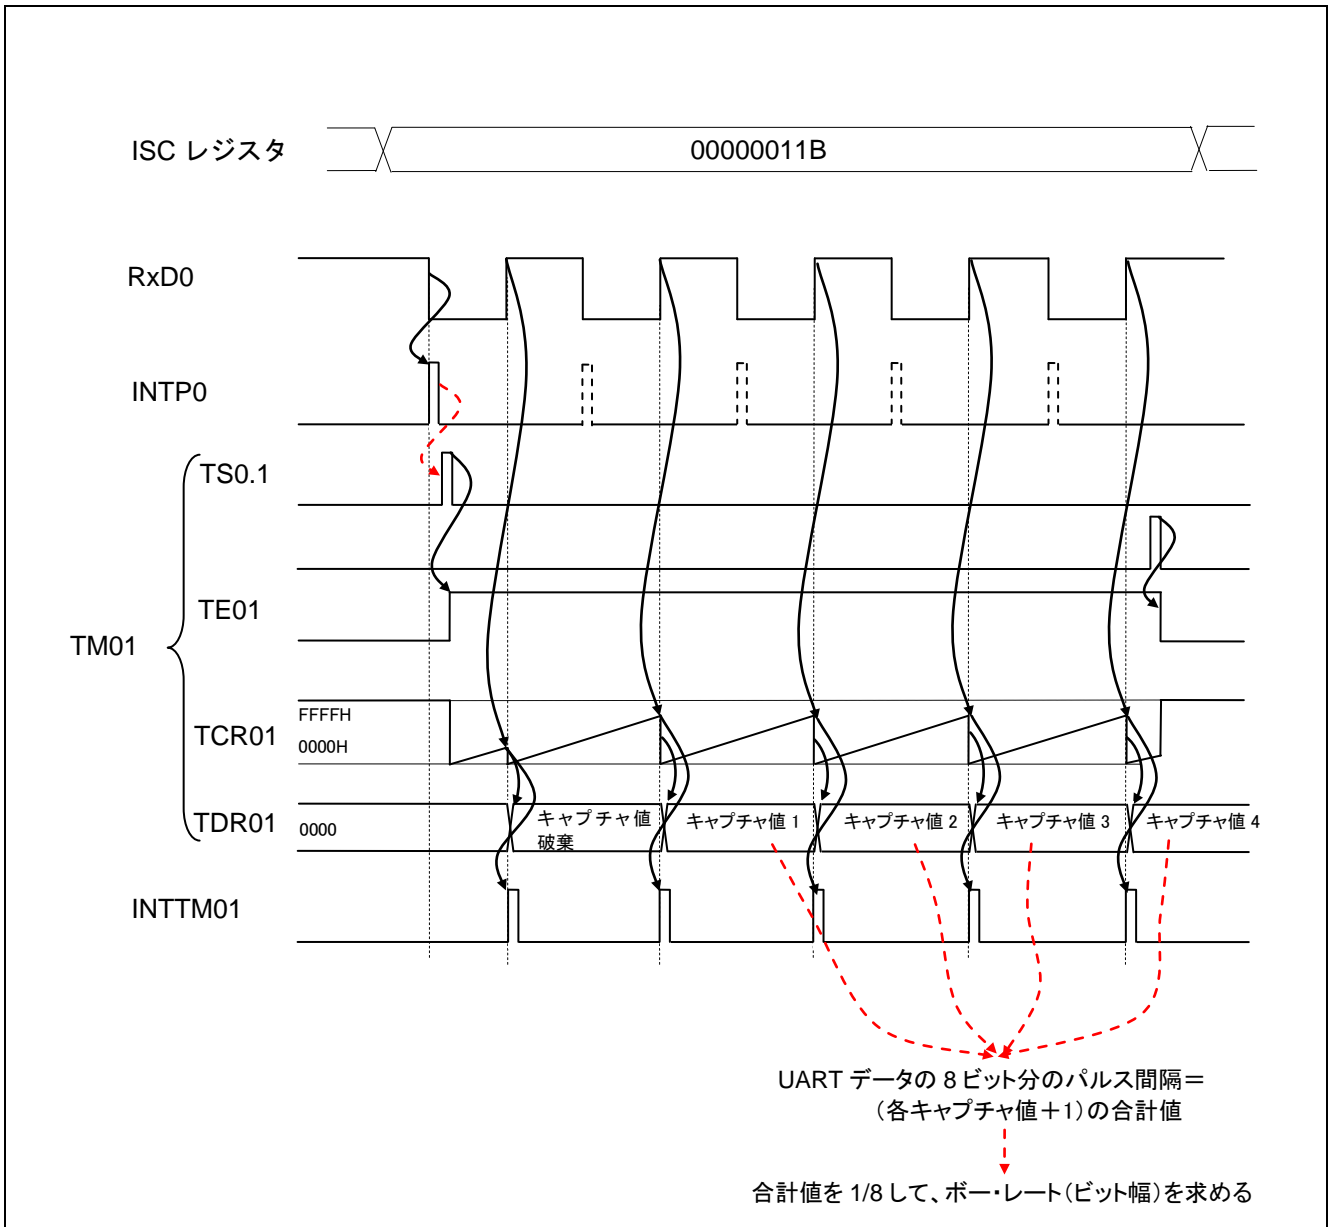 ISC レジスタ
00000011B
RxD0
INTP0
TS0.1
TE01
TM01
FFFFH
TCR01
0000H
TDR01
0000
キャプチャ値
破棄
キャプチャ値 1
キャプチャ値 2
キャプチャ値 3
キャプチャ値 4
INTTM01
UART データの 8 ビット分のパルス間隔＝
（各キャプチャ値＋1）の合計値
合計値を 1/8 して、ボー・レート（ビット幅）を求める